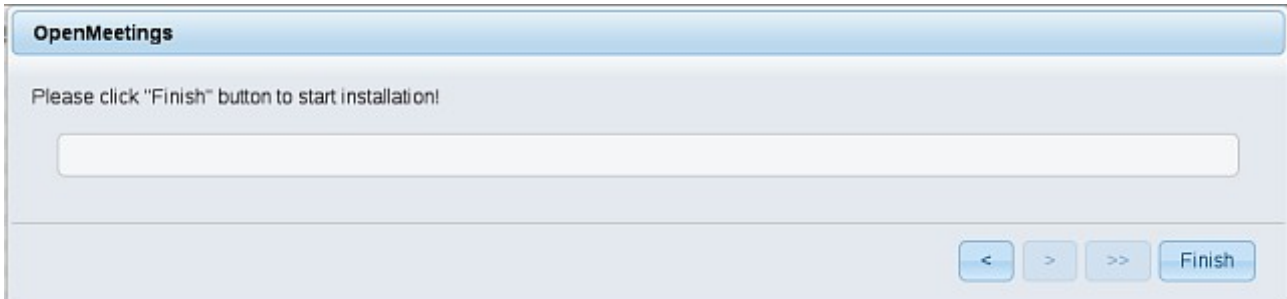 OpenMeetings
Please click "Finish" button to start installation!
< > >> Finish